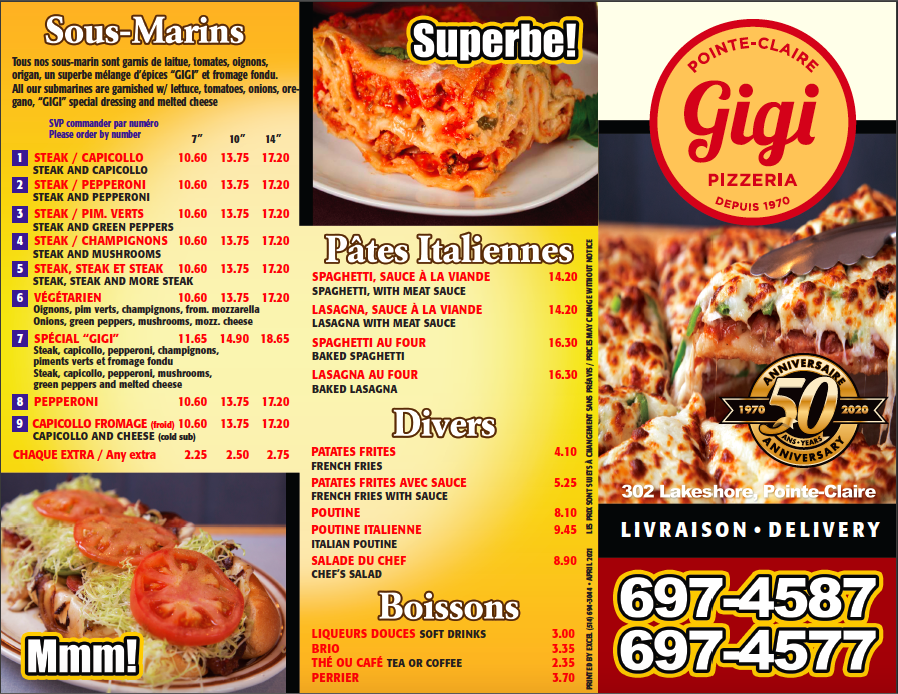 Sous-Marins
Tous nos sous-marin sont garnis de laitue, tomates, oignons,
origan, un superbe mélange d'épices "GIGI" et fromage fondu.
All our submarines are garnished w/ lettuce, tomatoes, onions, ore-
gano, "GIGI" special dressing and melted cheese
SVP commander par numéro
Please order by number
7" 10" 14"
1 STEAK / CAPICOLLO 10.60 13.75 17.20
STEAK AND CAPICOLLO
2 STEAK / PEPPERONI 10.60 13.75 17.20
STEAK AND PEPPERONI
3 STEAK / PIM. VERTS 10.60 13.75 17.20
STEAK AND GREEN PEPPERS
4 STEAK / CHAMPIGNONS 10.60 13.75 17.20
STEAK AND MUSHROOMS
5 STEAK, STEAK ET STEAK 10.60 13.75 17.20
STEAK, STEAK AND MORE STEAK
6 VÉGÉTARIEN 10.60 13.75 17.20
Oignons, pim verts, champignons, from. mozzarella
Onions, green peppers, mushrooms, mozz. cheese
7 SPÉCIAL "GIGI" 11.65 14.90 18.65
Steak, capicollo, pepperoni, champignons,
piments verts et fromage fondu
Steak, capicollo, pepperoni, mushrooms,
green peppers and melted cheese
8 PEPPERONI 10.60 13.75 17.20
9 CAPICOLLO FROMAGE (froid) 10.60 13.75 17.20
CAPICOLLO AND CHEESE (cold sub)
CHAQUE EXTRA / Any extra 2.25 2.50 2.75
Mmm!
Superbe!
Pâtes Italiennes
SPAGHETTI, SAUCE À LA VIANDE 14.20
SPAGHETTI, WITH MEAT SAUCE
LASAGNA, SAUCE À LA VIANDE 14.20
LASAGNA WITH MEAT SAUCE
SPAGHETTI AU FOUR 16.30
BAKED SPAGHETTI
LASAGNA AU FOUR 16.30
BAKED LASAGNA
Divers
PATATES FRITES 4.10
FRENCH FRIES
PATATES FRITES AVEC SAUCE 5.25
FRENCH FRIES WITH SAUCE
POUTINE 8.10
POUTINE ITALIENNE 9.45
ITALIAN POUTINE
SALADE DU CHEF 8.90
CHEF'S SALAD
Boissons
LIQUEURS DOUCES SOFT DRINKS 3.00
BRIO 3.35
THÉ OU CAFÉ TEA OR COFFEE 2.35
PERRIER 3.70
PRINTED BY EXCEL (514) 694-3044 • APRIL 2021 LES PRIX SONT SUJETS À CHANGEMENT SANS PRÉAVIS / PRICES MAY CHANGE WITHOUT NOTICE
POINTE-CLAIRE
Gigi
PIZZERIA
DEPUIS 1970
ANNIVERSAIRE
1970 50 2020
ANS • YEARS
ANNIVERSARY
302 Lakeshore, Pointe-Claire
LIVRAISON • DELIVERY
697-4587
697-4577